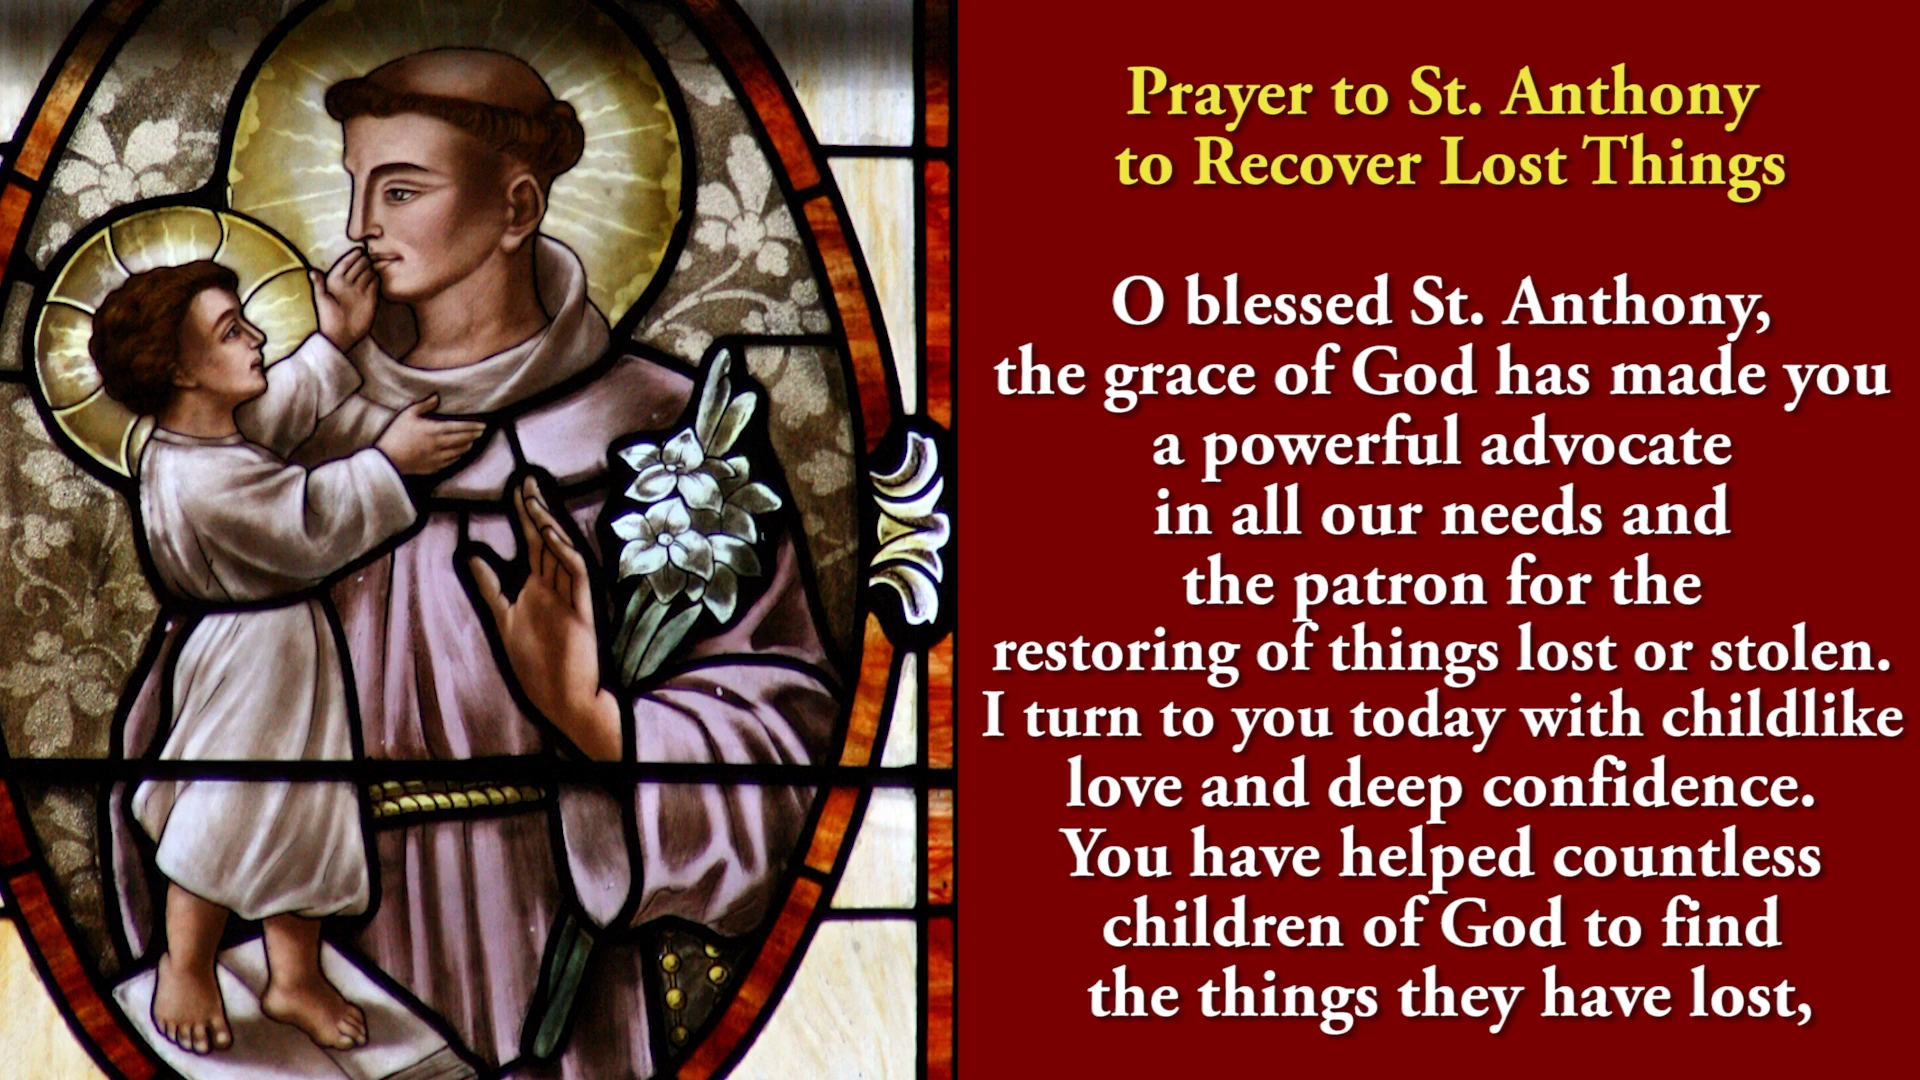 Prayer to St. Anthony
to Recover Lost Things
O blessed St. Anthony,
the grace of God has made you
a powerful advocate
in all our needs and
the patron for the
restoring of things lost or stolen.
I turn to you today with childlike
love and deep confidence.
You have helped countless
children of God to find
the things they have lost,